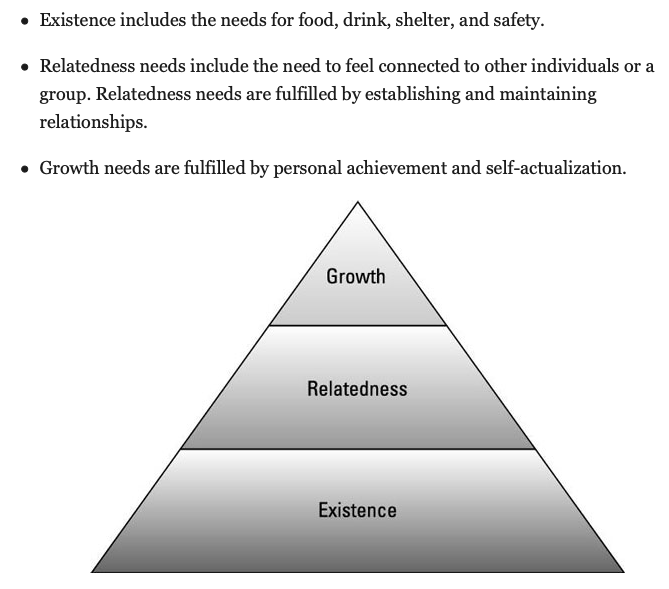 • Existence includes the needs for food, drink, shelter, and safety.
• Relatedness needs include the need to feel connected to other individuals or a
group. Relatedness needs are fulfilled by establishing and maintaining
relationships.
• Growth needs are fulfilled by personal achievement and self-actualization.
Growth
Relatedness
Existence